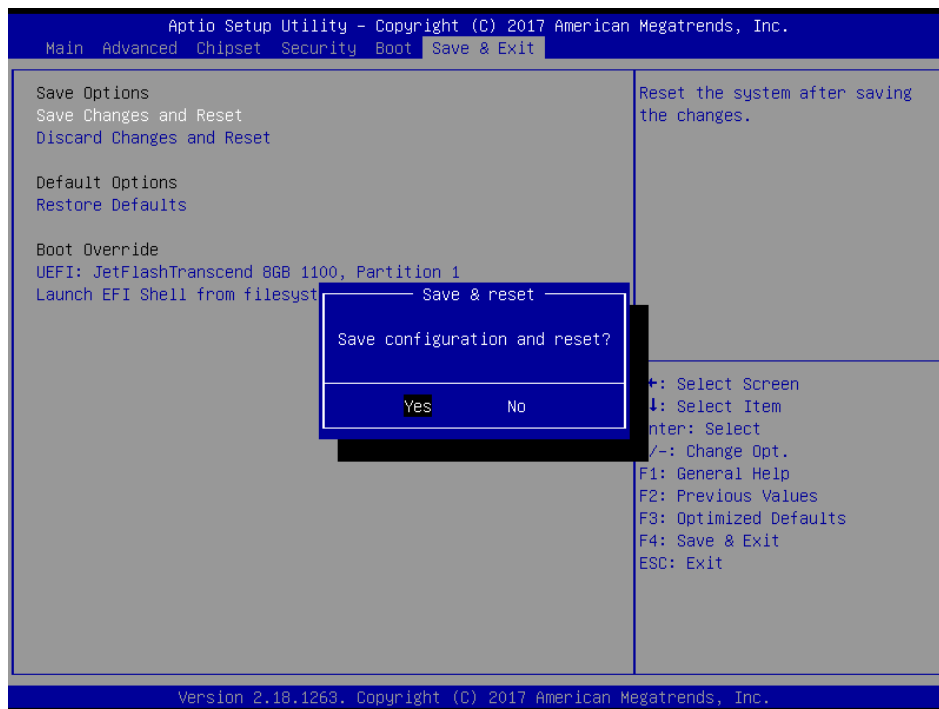 Aptio Setup Utility – Copyright (C) 2017 American Megatrends, Inc.
Main Advanced Chipset Security Boot Save & Exit
Save Options
Save Changes and Reset
Discard Changes and Reset
Default Options
Restore Defaults
Boot Override
UEFI: JetFlashTranscend 8GB 1100, Partition 1
Launch EFI Shell from filesyst
Save & reset
Save configuration and reset?
Yes No
Reset the system after saving
the changes.
: Select Screen
↓: Select Item
nter: Select
/-: Change Opt.
F1: General Help
F2: Previous Values
F3: Optimized Defaults
F4: Save & Exit
ESC: Exit
Version 2.18.1263. Copyright (C) 2017 American Megatrends, Inc.